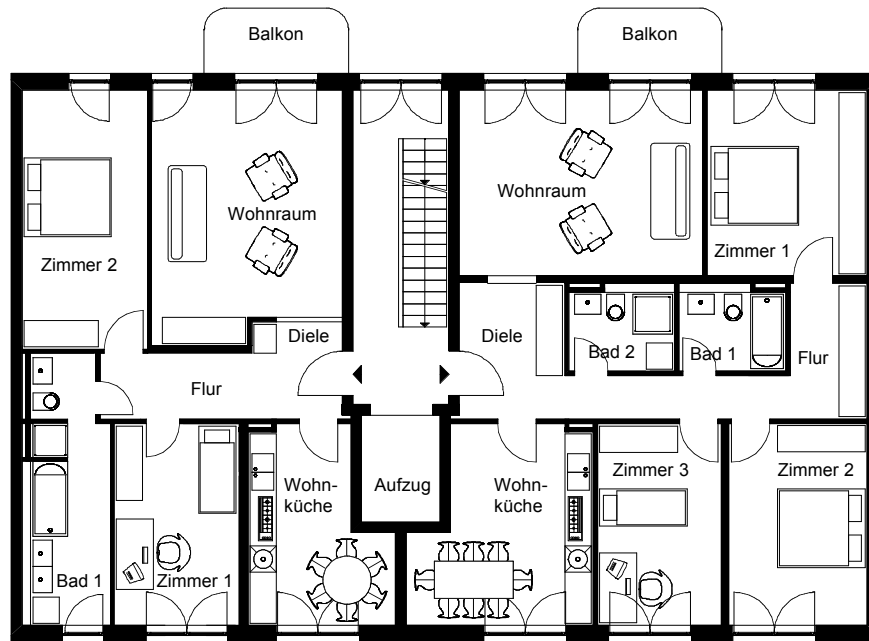 Balkon
Balkon
Wohnraum
Zimmer 2
Wohnraum
Zimmer 1
Diele
Diele
Bad 2
Bad 1
Flur
Flur
Wohn-
küche
Aufzug
Wohn-
küche
Zimmer 3
Zimmer 2
Bad 1
Zimmer 1